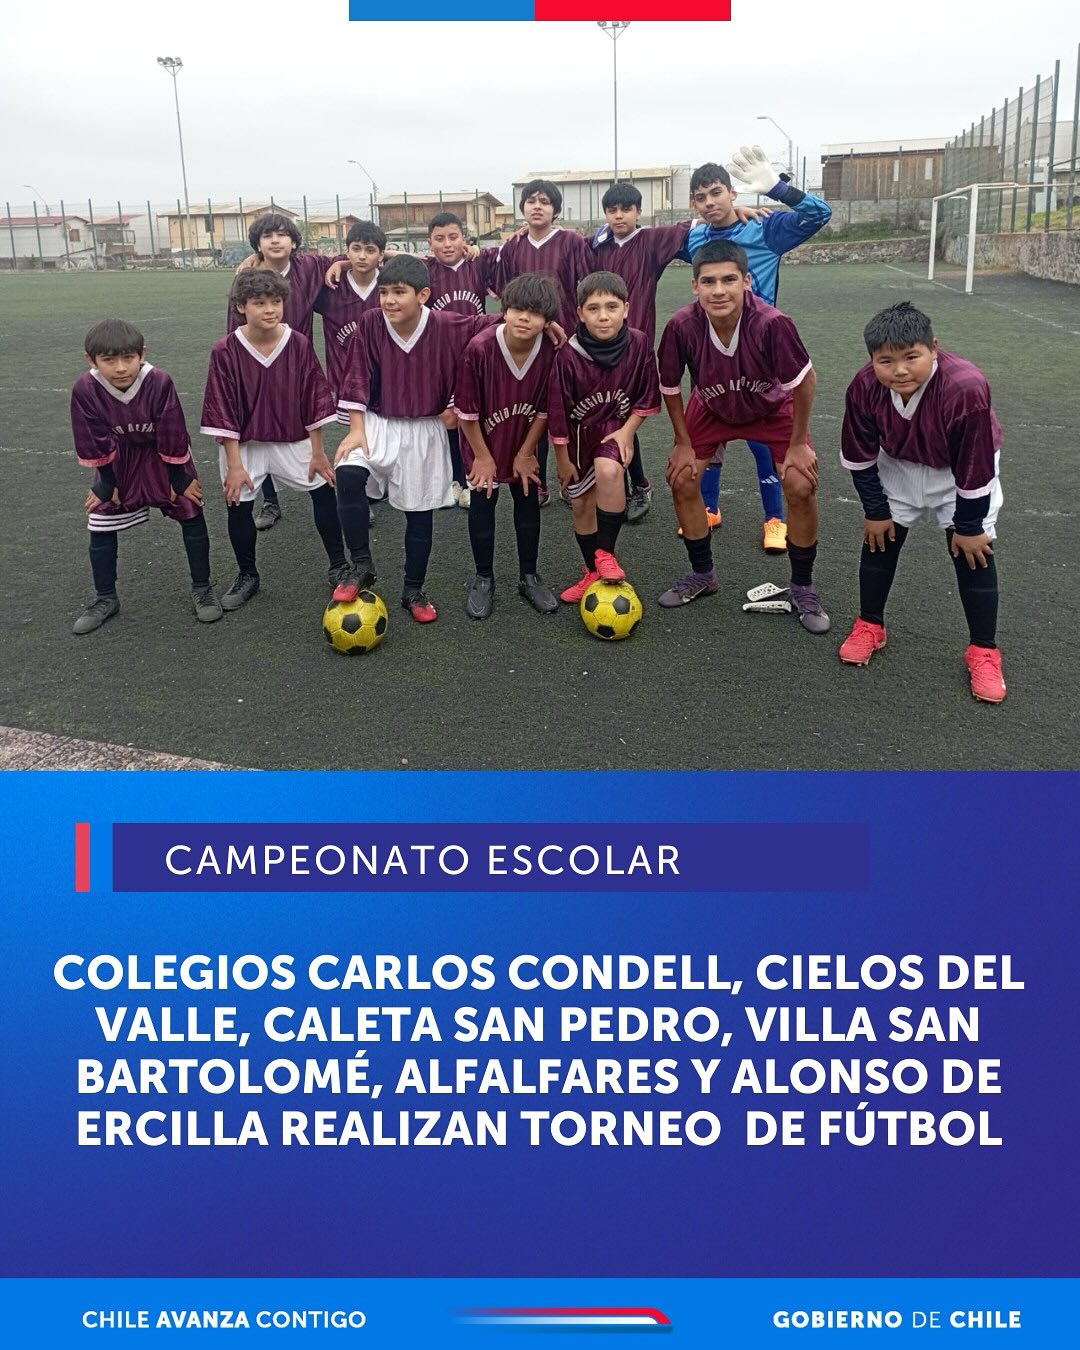 CAMPEONATO ESCOLAR
COLEGIOS CARLOS CONDELL, CIELOS DEL
VALLE, CALETA SAN PEDRO, VILLA SAN
BARTOLOMÉ, ALFALFARES Y ALONSO DE
ERCILLA REALIZAN TORNEO DE FÚTBOL
CHILE AVANZA CONTIGO
GOBIERNO DE CHILE